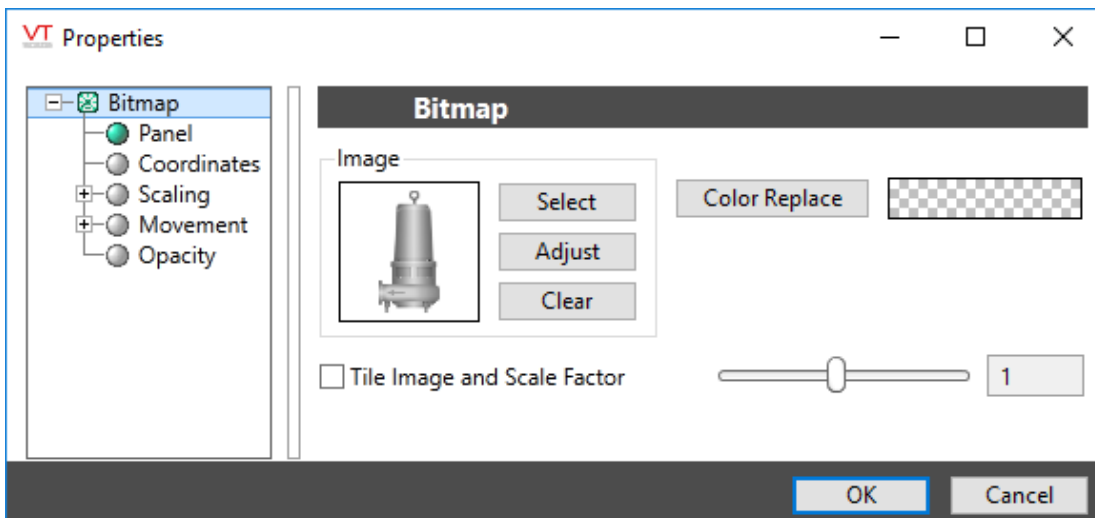 VT Properties
Bitmap
Panel
Coordinates
Scaling
Movement
Opacity
Bitmap
Image
Select
Adjust
Clear
Color Replace
Tile Image and Scale Factor
1
OK
Cancel